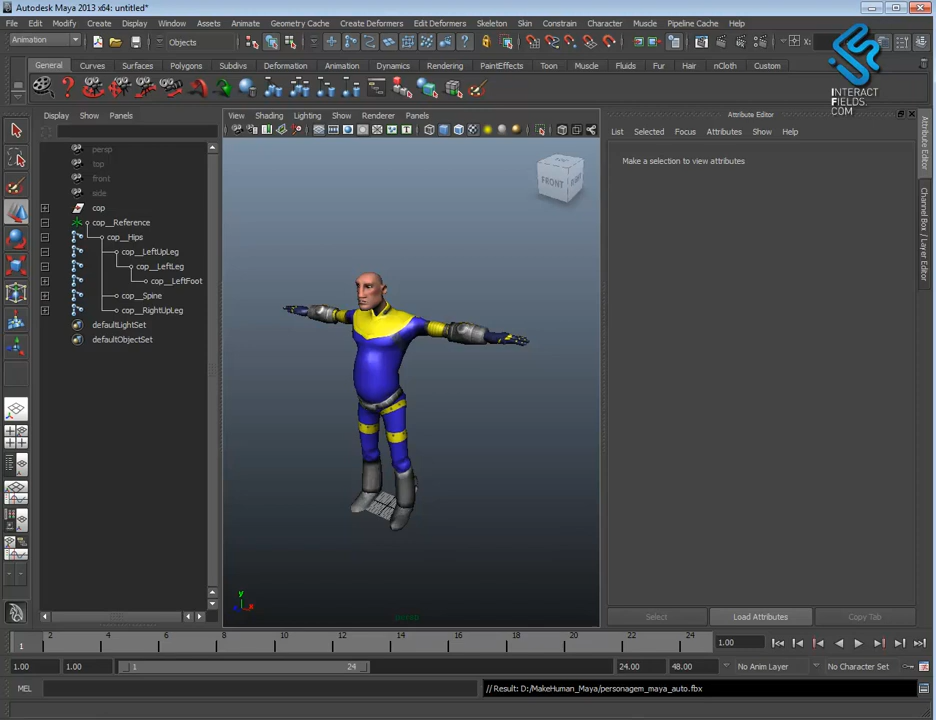 Autodesk Maya 2013 x64: untitled*
File Edit Modify Create Display Window Assets Animate Geometry Cache Create Deformers Edit Deformers Skeleton Skin Constrain Character Muscle Pipeline Cache Help
Animation Objects X:
INTERACT
FIELDS.
COM
General Curves Surfaces Polygons Subdivs Deformation Animation Dynamics Rendering PaintEffects Toon Muscle Fluids Fur Hair nCloth Custom
Display Show Panels
View Shading Lighting Show Renderer Panels
Attribute Editor
List Selected Focus Attributes Show Help
Make a selection to view attributes
persp
top
front
side
cop
cop__Reference
cop__Hips
cop__LeftUpLeg
cop__LeftLeg
cop__LeftFoot
cop__Spine
cop__RightUpLeg
defaultLightSet
defaultObjectSet
FRONT RIGHT
Attribute Editor
Channel Box / Layer Editor
y
x
persp
Select Load Attributes Copy Tab
1 2 4 6 8 10 12 14 16 18 20 22 24 1.00
1.00 1.00 1 24 24.00 48.00 No Anim Layer No Character Set
MEL // Result: D:/MakeHuman_Maya/personagem_maya_auto.fbx